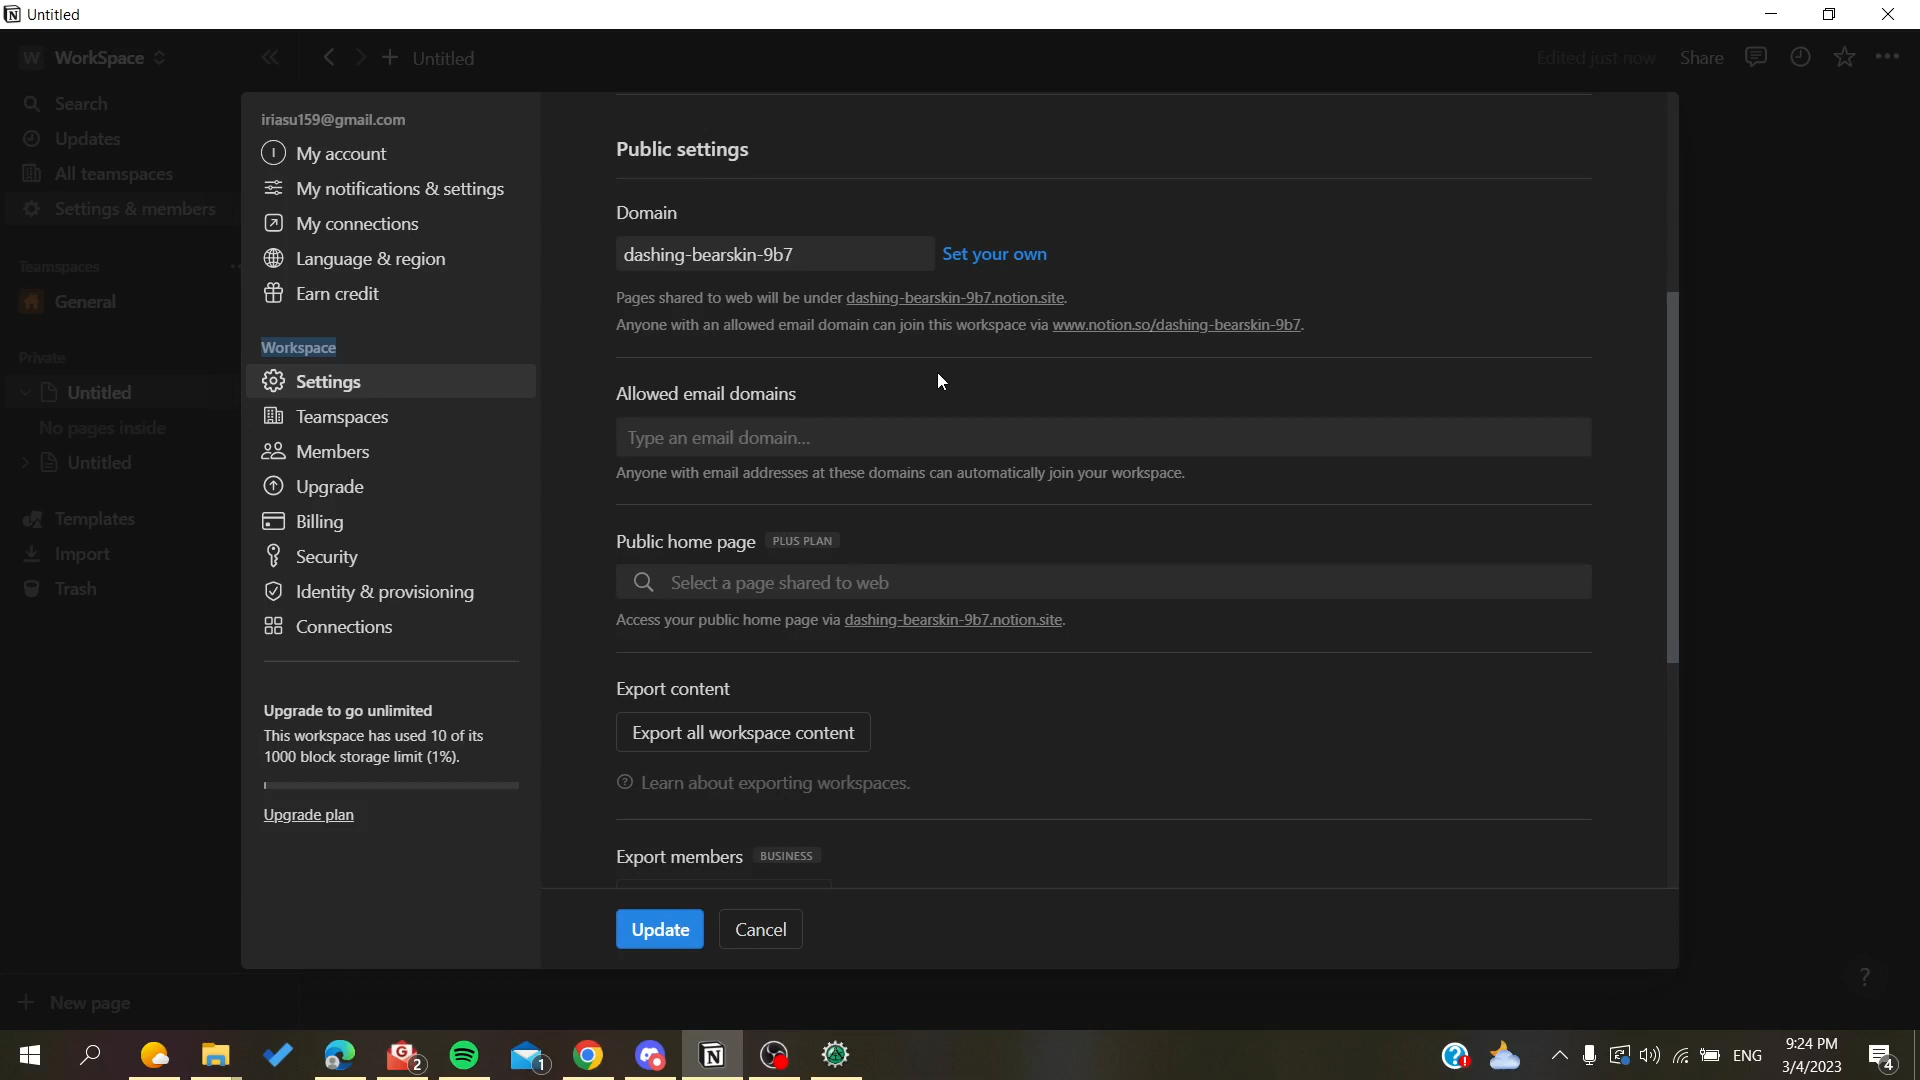 Untitled
WorkSpace
Untitled
Edited just now
Share
Search
Updates
All teamspaces
Settings & members
Teamspaces
General
Private
Untitled
No pages inside
Untitled
Templates
Import
Trash
New page
iriasu159@gmail.com
My account
My notifications & settings
My connections
Language & region
Earn credit
Workspace
Settings
Teamspaces
Members
Upgrade
Billing
Security
Identity & provisioning
Connections
Upgrade to go unlimited
This workspace has used 10 of its
1000 block storage limit (1%).
Upgrade plan
Public settings
Domain
dashing-bearskin-9b7 Set your own
Pages shared to web will be under dashing-bearskin-9b7.notion.site.
Anyone with an allowed email domain can join this workspace via www.notion.so/dashing-bearskin-9b7.
Allowed email domains
Type an email domain...
Anyone with email addresses at these domains can automatically join your workspace.
Public home page PLUS PLAN
Select a page shared to web
Access your public home page via dashing-bearskin-9b7.notion.site.
Export content
Export all workspace content
Learn about exporting workspaces.
Export members BUSINESS
Update Cancel
2
1
ENG
9:24 PM
3/4/2023
4